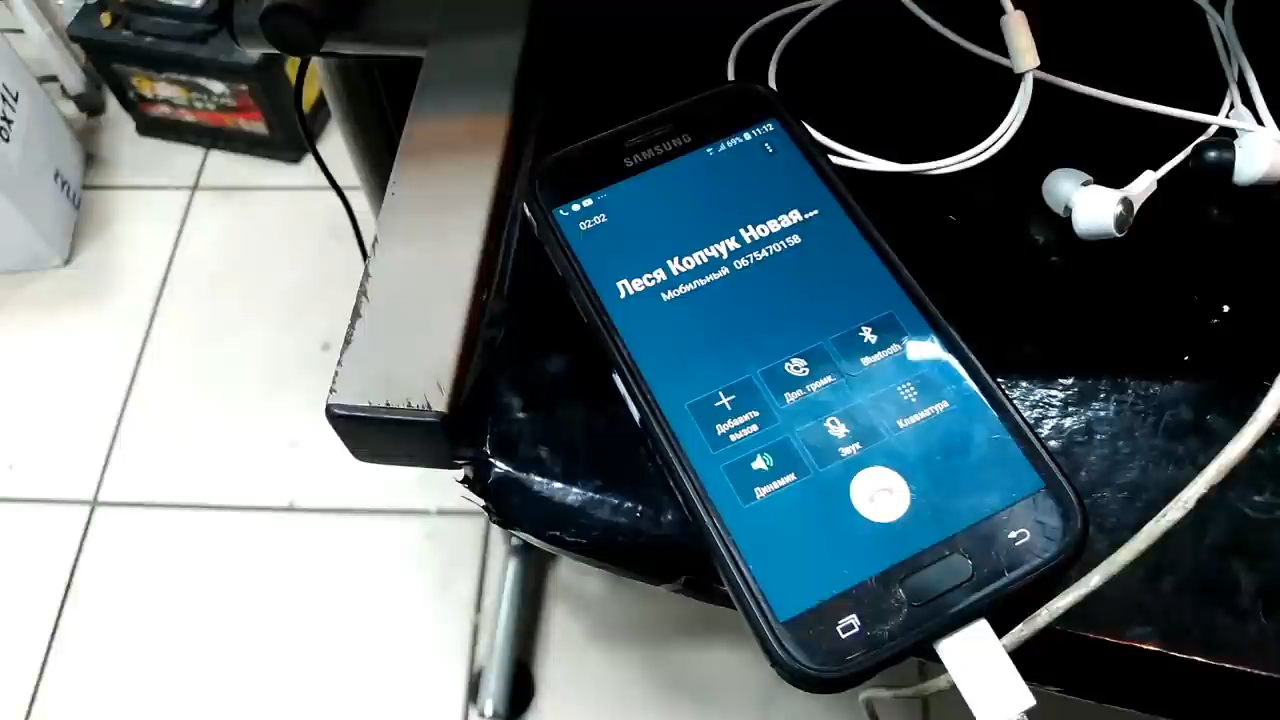 6X1L
SAMSUNG
69% 11:12
02:02
Леся Копчук Новая...
Мобильный 0675470158
Добавить вызов
Доп. громк.
Bluetooth
Динамик
Звук
Клавиатура